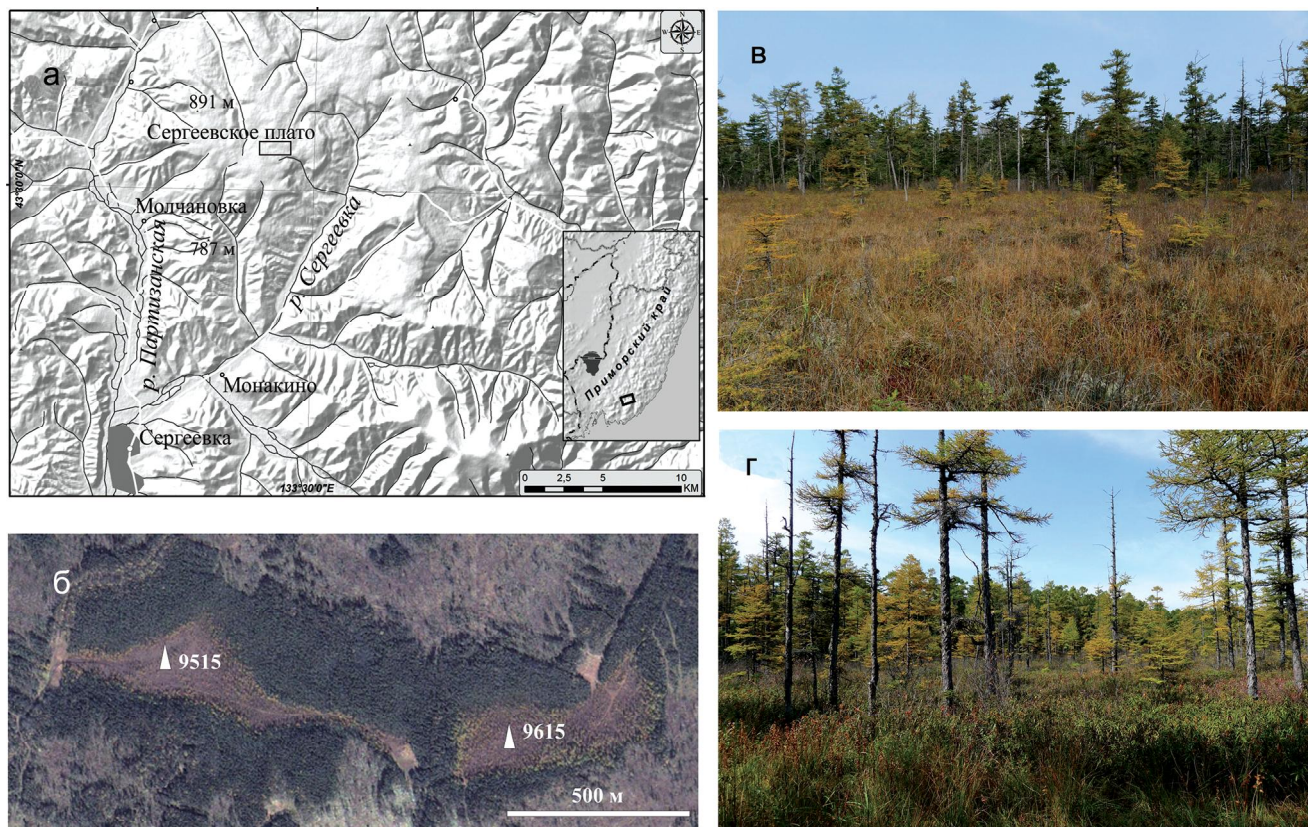 а
N
W
E
S
891 м
Сергеевское плато
43°30'0"N
Молчановка
787 м
р. Партизанская
р. Сергеевка
Монакино
Сергеевка
Приморский край
133°30'0"E
0 2,5 5 10
КМ
б
9515
9615
500 м
В
Г